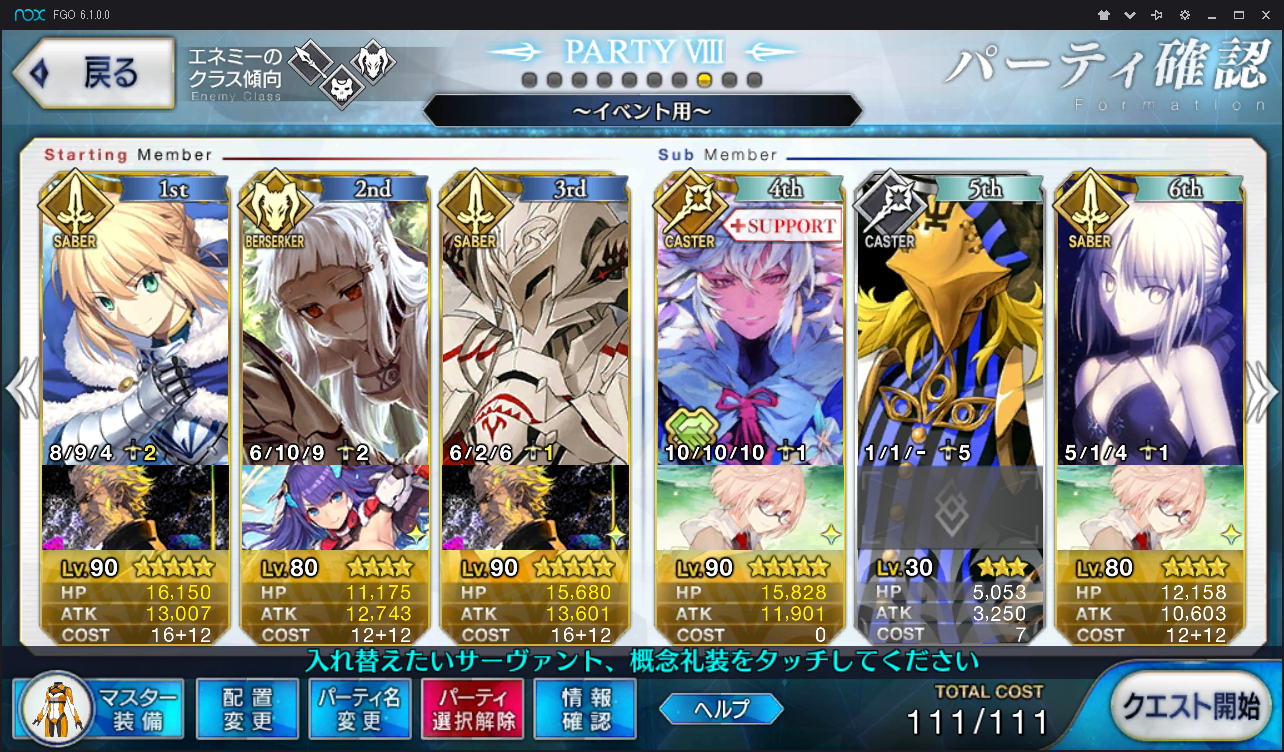 nox FGO 6.1.0.0
戻る
エネミーの
クラス傾向
Enemy Class
PARTY VIII
～イベント用～
パーティ確認
Formation
Starting Member
Sub Member
1st
SABER
8/9/4 2
Lv.90
HP 16,150
ATK 13,007
COST 16+12
2nd
BERSERKER
6/10/9 2
Lv.80
HP 11,175
ATK 12,743
COST 12+12
3rd
SABER
6/2/6 1
Lv.90
HP 15,680
ATK 13,601
COST 16+12
4th
+SUPPORT
CASTER
10/10/10 1
Lv.90
HP 15,828
ATK 11,901
COST 0
5th
CASTER
1/1/- 5
Lv.30
HP 5,053
ATK 3,250
COST 7
6th
SABER
5/1/4 1
Lv.80
HP 12,158
ATK 10,603
COST 12+12
入れ替えたいサーヴァント、概念礼装をタッチしてください
マスター
装備
配置
変更
パーティ名
変更
パーティ
選択解除
情報
確認
ヘルプ
TOTAL COST
111/111
クエスト開始